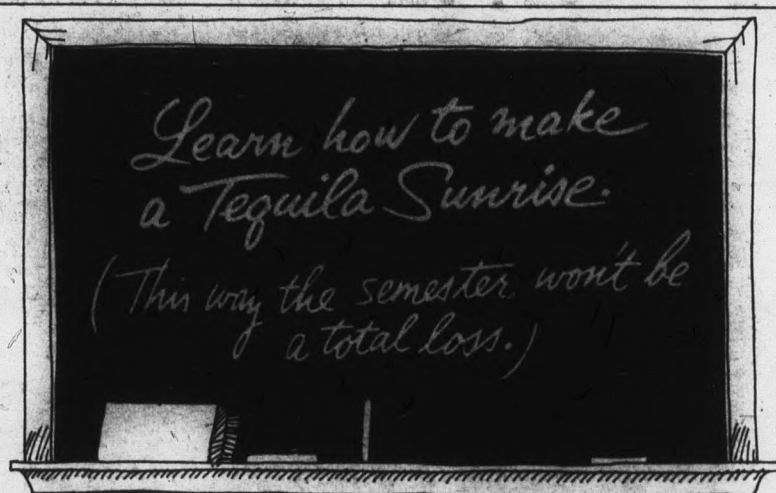 Learn how to make
a Tequila Sunrise.
(This way the semester won't be
a total loss.)